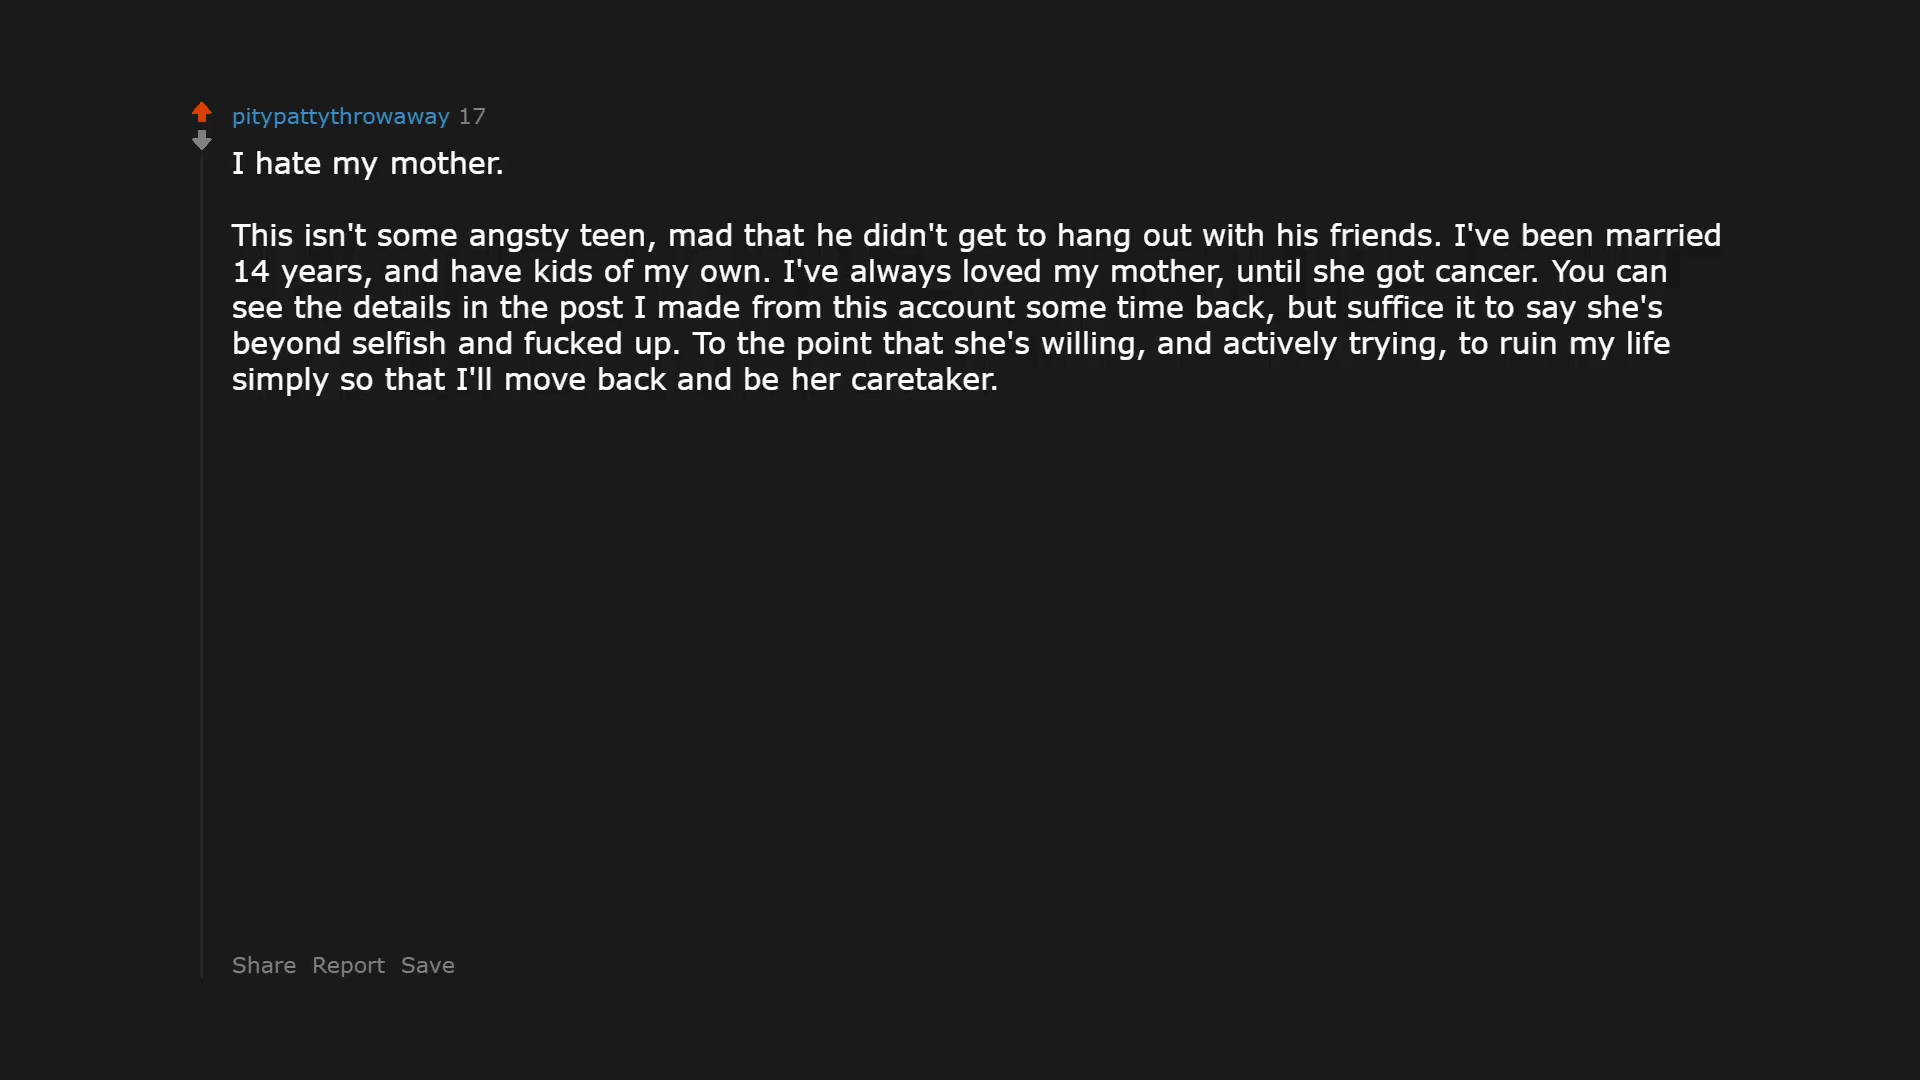 pitypattythrowaway 17
I hate my mother.
This isn't some angsty teen, mad that he didn't get to hang out with his friends. I've been married
14 years, and have kids of my own. I've always loved my mother, until she got cancer. You can
see the details in the post I made from this account some time back, but suffice it to say she's
beyond selfish and fucked up. To the point that she's willing, and actively trying, to ruin my life
simply so that I'll move back and be her caretaker.
Share Report Save